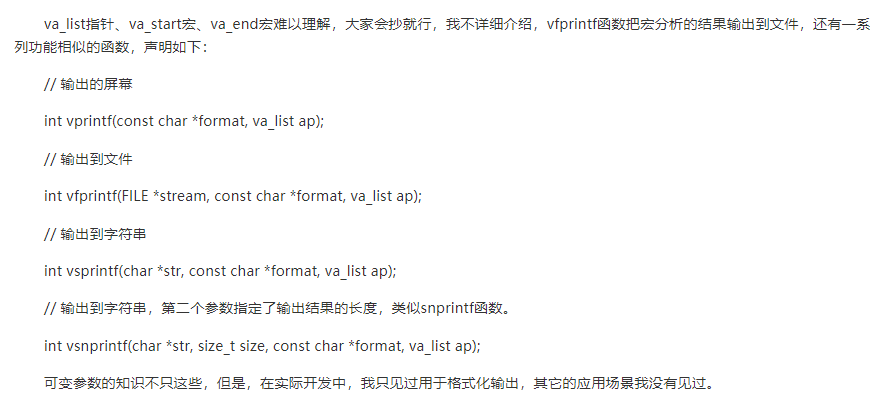 va_list指针、va_start宏、va_end宏难以理解，大家会抄就行，我不详细介绍，vfprintf函数把宏分析的结果输出到文件，还有一系
列功能相似的函数，声明如下：
// 输出的屏幕
int vprintf(const char *format, va_list ap);
// 输出到文件
int vfprintf(FILE *stream, const char *format, va_list ap);
// 输出到字符串
int vsprintf(char *str, const char *format, va_list ap);
// 输出到字符串，第二个参数指定了输出结果的长度，类似snprintf函数。
int vsnprintf(char *str, size_t size, const char *format, va_list ap);
可变参数的知识不只这些，但是，在实际开发中，我只见过用于格式化输出，其它的应用场景我没有见过。